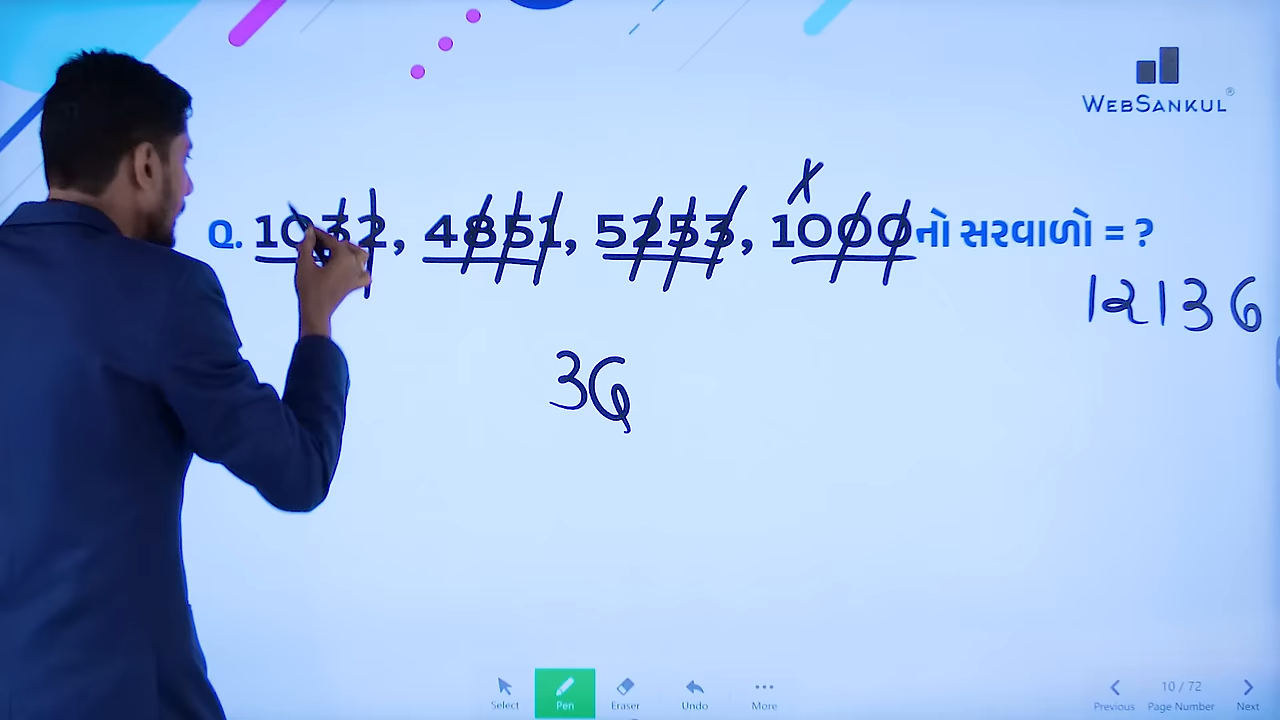 WEBSANKUL®
Q. 1032, 4851, 5253, 1000નો સરવાળો = ?
12136
36
Select Pen Eraser Undo More
Previous 10 / 72 Page Number Next